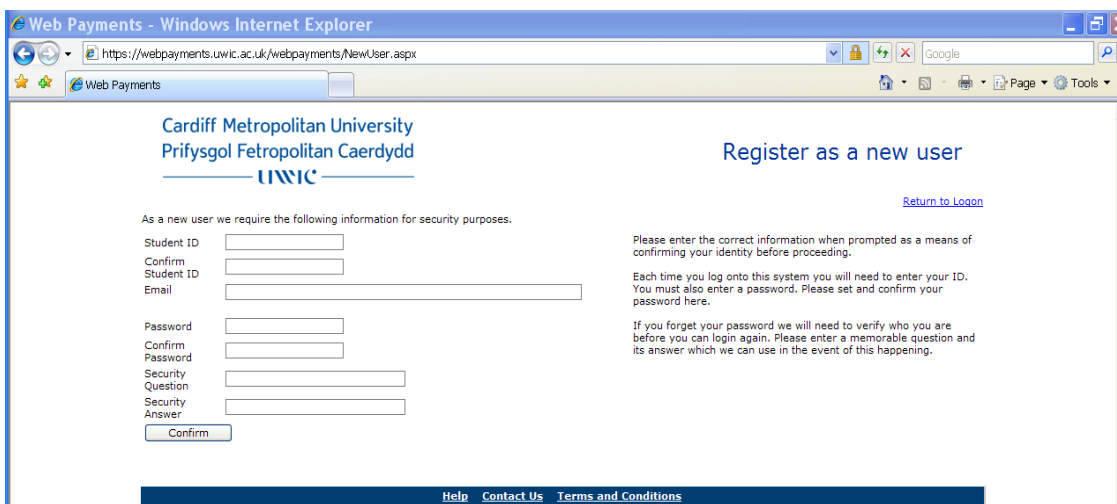 Web Payments - Windows Internet Explorer
https://webpayments.uwic.ac.uk/webpayments/NewUser.aspx
Google
Web Payments
Page
Tools
Cardiff Metropolitan University
Prifysgol Fetropolitan Caerdydd
UWIC
Register as a new user
Return to Logon
As a new user we require the following information for security purposes.
Student ID
Confirm
Student ID
Email
Password
Confirm
Password
Security
Question
Security
Answer
Confirm
Please enter the correct information when prompted as a means of
confirming your identity before proceeding.
Each time you log onto this system you will need to enter your ID.
You must also enter a password. Please set and confirm your
password here.
If you forget your password we will need to verify who you are
before you can login again. Please enter a memorable question and
its answer which we can use in the event of this happening.
Help Contact Us Terms and Conditions